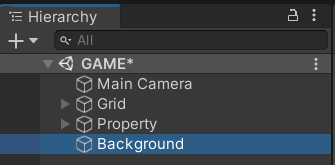 Hierarchy
All
GAME*
Main Camera
Grid
Property
Background